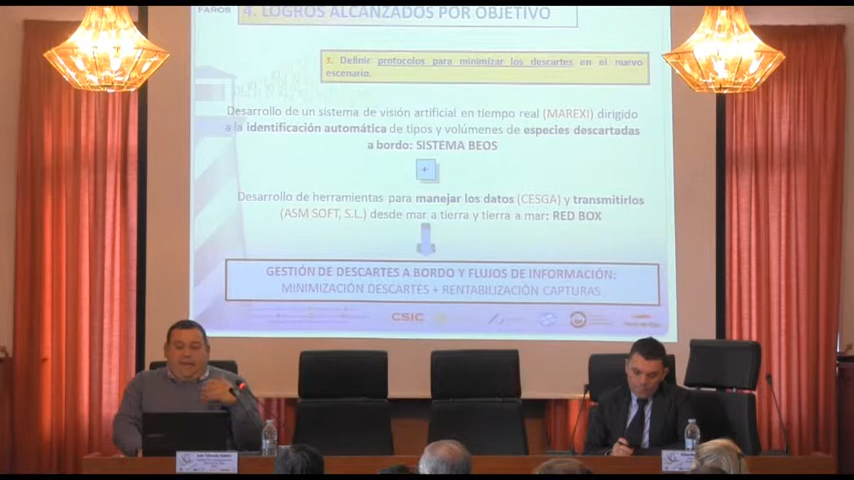 FAROS
4. LOGROS ALCANZADOS POR OBJETIVO
3. Definir protocolos para minimizar los descartes en el nuevo
escenario.
Desarrollo de un sistema de visión artificial en tiempo real (MAREXI) dirigido
a la identificación automática de tipos y volúmenes de especies descartadas
a bordo: SISTEMA BEOS
+
Desarrollo de herramientas para manejar los datos (CESGA) y transmitirlos
(ASM SOFT, S.L.) desde mar a tierra y tierra a mar: RED BOX
GESTIÓN DE DESCARTES A BORDO Y FLUJOS DE INFORMACIÓN:
MINIMIZACIÓN DESCARTES + RENTABILIZACIÓN CAPTURAS
CSIC